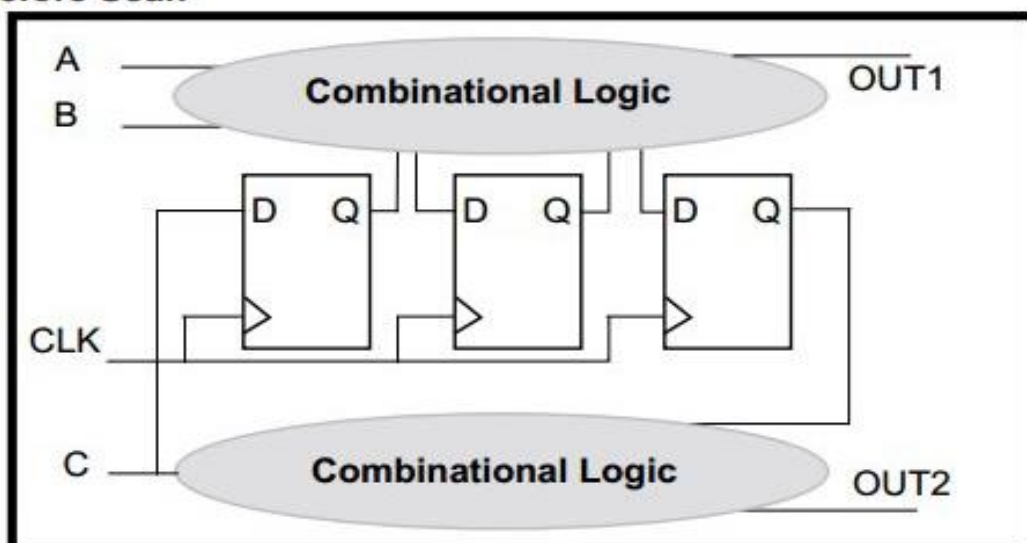 A
Combinational Logic
OUT1
B
D Q D Q D Q
CLK
C
Combinational Logic
OUT2